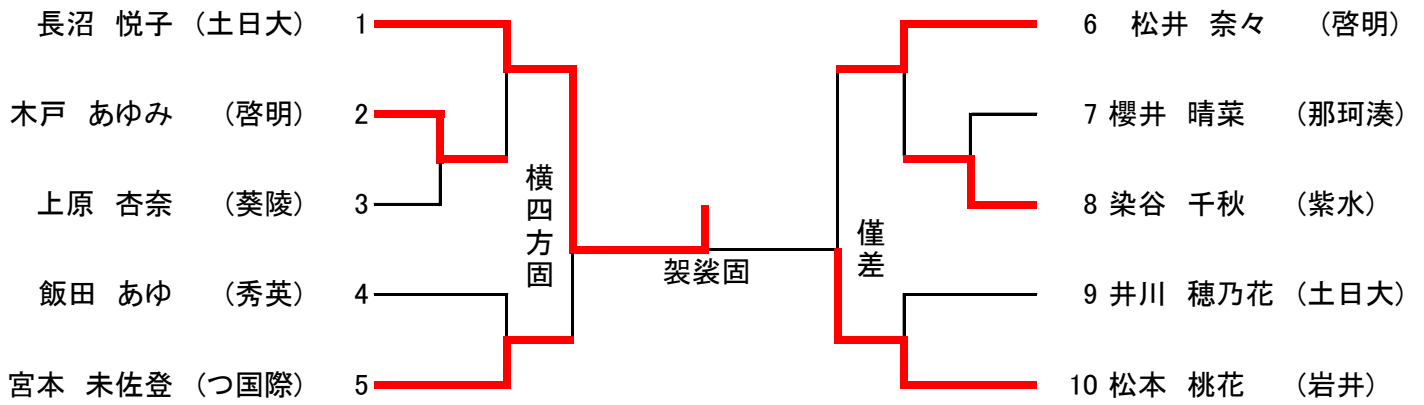 長沼 悦子 (土日大) 1
木戸 あゆみ (啓明) 2
上原 杏奈 (葵陵) 3
飯田 あゆ (秀英) 4
宮本 未佐登 (つ国際) 5
横四方固
袈裟固
僅差
6 松井 奈々 (啓明)
7 櫻井 晴菜 (那珂湊)
8 染谷 千秋 (紫水)
9 井川 穂乃花 (土日大)
10 松本 桃花 (岩井)